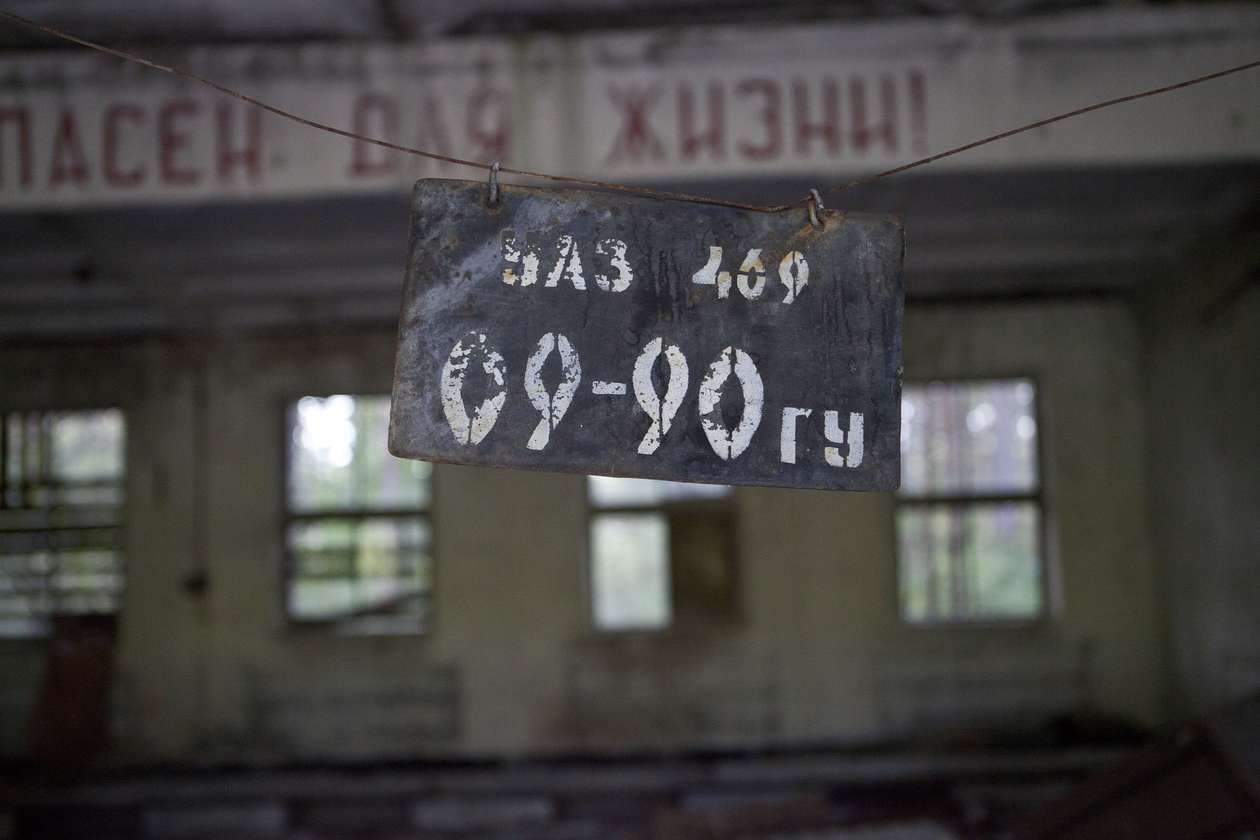 ПАСЕН ДЛЯ ЖИЗНИ!
УАЗ 469
09-90 ГУ